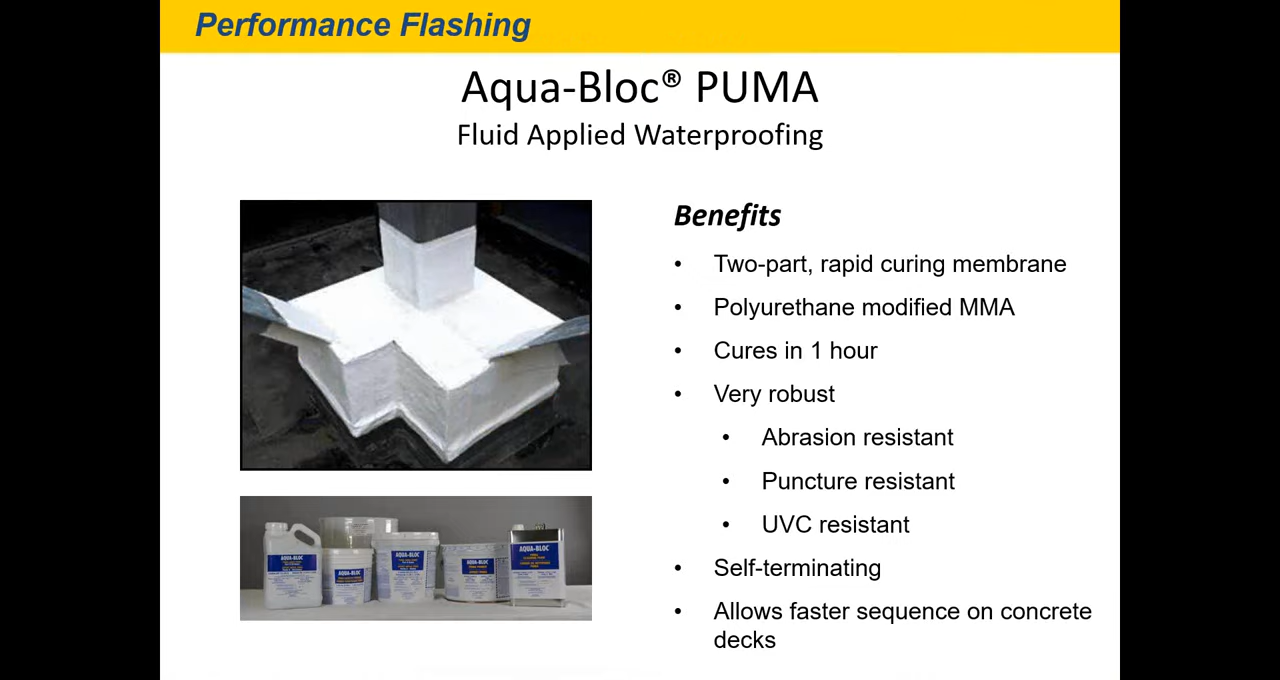 Performance Flashing
Aqua-Bloc® PUMA
Fluid Applied Waterproofing
Benefits
• Two-part, rapid curing membrane
• Polyurethane modified MMA
• Cures in 1 hour
• Very robust
• Abrasion resistant
• Puncture resistant
• UVC resistant
• Self-terminating
• Allows faster sequence on concrete
decks
AQUA-BLOC
AQUA-BLOC
AQUA-BLOC
AQUA-BLOC
AQUA-BLOC